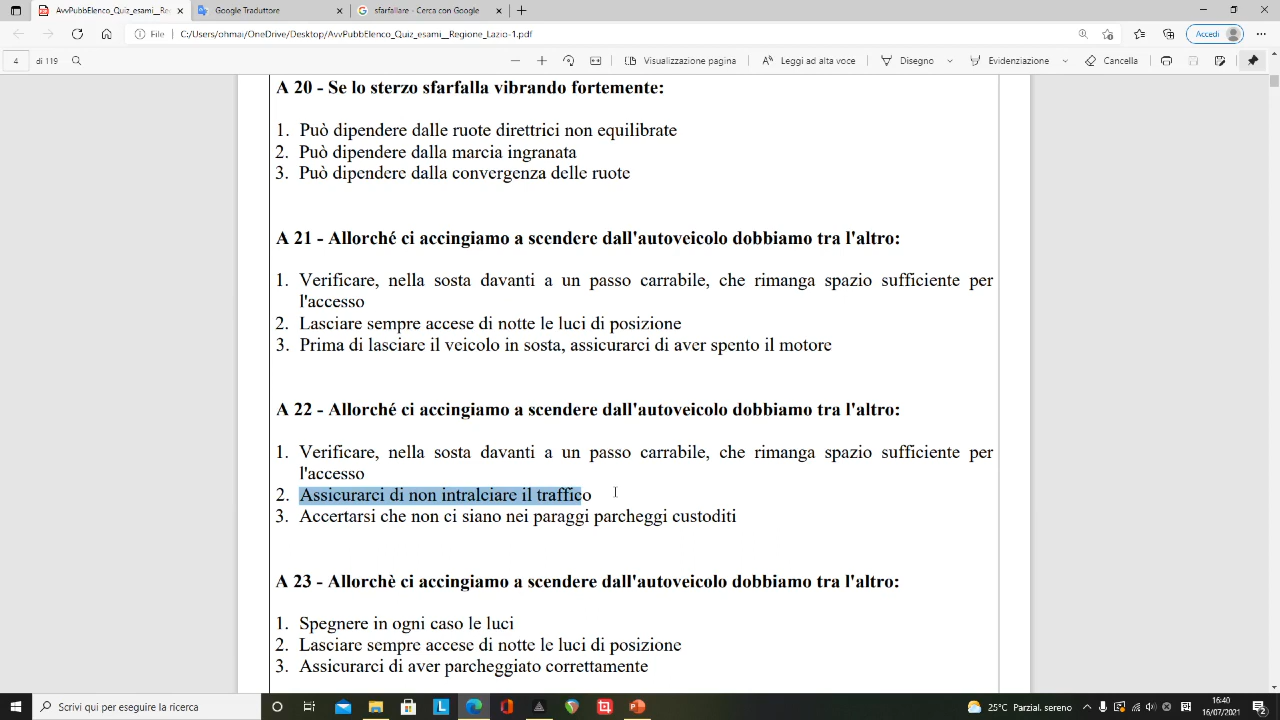 AvvPubbElenco_Quiz_esami_Re
Google Traduttore
sfarfallare - Cerca con Google
File
C:/Users/ohmai/OneDrive/Desktop/AvvPubbElenco_Quiz_esami_Regione_Lazio-1.pdf
Accedi
4
di 119
Visualizzazione pagina
Leggi ad alta voce
Disegno
Evidenziazione
Cancella
A 20 - Se lo sterzo sfarfalla vibrando fortemente:
1. Può dipendere dalle ruote direttrici non equilibrate
2. Può dipendere dalla marcia ingranata
3. Può dipendere dalla convergenza delle ruote
A 21 - Allorché ci accingiamo a scendere dall'autoveicolo dobbiamo tra l'altro:
1. Verificare, nella sosta davanti a un passo carrabile, che rimanga spazio sufficiente per
l'accesso
2. Lasciare sempre accese di notte le luci di posizione
3. Prima di lasciare il veicolo in sosta, assicurarci di aver spento il motore
A 22 - Allorché ci accingiamo a scendere dall'autoveicolo dobbiamo tra l'altro:
1. Verificare, nella sosta davanti a un passo carrabile, che rimanga spazio sufficiente per
l'accesso
2. Assicurarci di non intralciare il traffico
3. Accertarsi che non ci siano nei paraggi parcheggi custoditi
A 23 - Allorchè ci accingiamo a scendere dall'autoveicolo dobbiamo tra l'altro:
1. Spegnere in ogni caso le luci
2. Lasciare sempre accese di notte le luci di posizione
3. Assicurarci di aver parcheggiato correttamente
Scrivi qui per eseguire la ricerca
25°C Parzial. sereno
16:40
16/07/2021
2